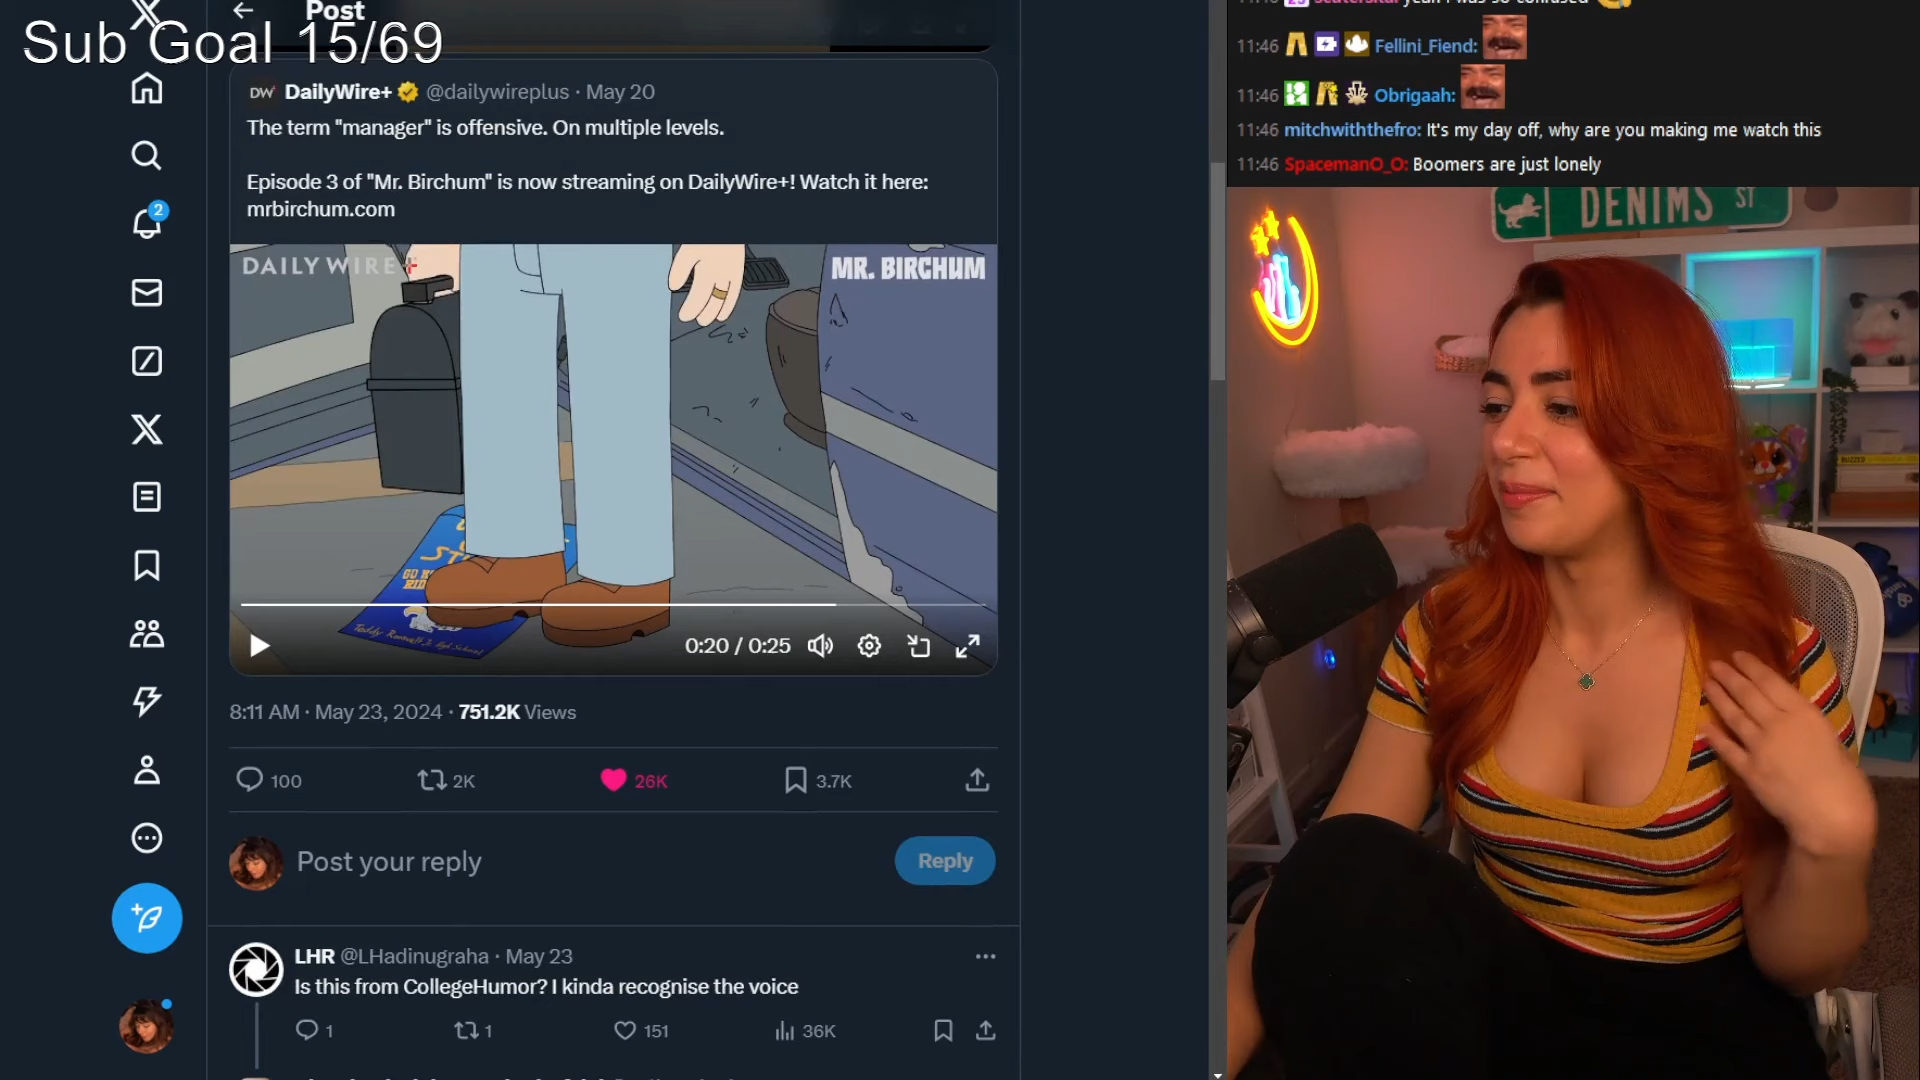 Post
Sub Goal 15/69
DW DailyWire+ @dailywireplus · May 20
The term "manager" is offensive. On multiple levels.
Episode 3 of "Mr. Birchum" is now streaming on DailyWire+! Watch it here:
mrbirchum.com
DAILY WIRE+
MR. BIRCHUM
GO
Teddy
0:20 / 0:25
8:11 AM · May 23, 2024 · 751.2K Views
100
2K
26K
3.7K
Post your reply
Reply
LHR @LHadinugraha · May 23
Is this from CollegeHumor? I kinda recognise the voice
1
1
151
36K
2
11:46 Fellini_Fiend:
11:46 Obrigaah:
11:46 mitchwiththefro: It's my day off, why are you making me watch this
11:46 SpacemanO_O: Boomers are just lonely
DENIMS ST